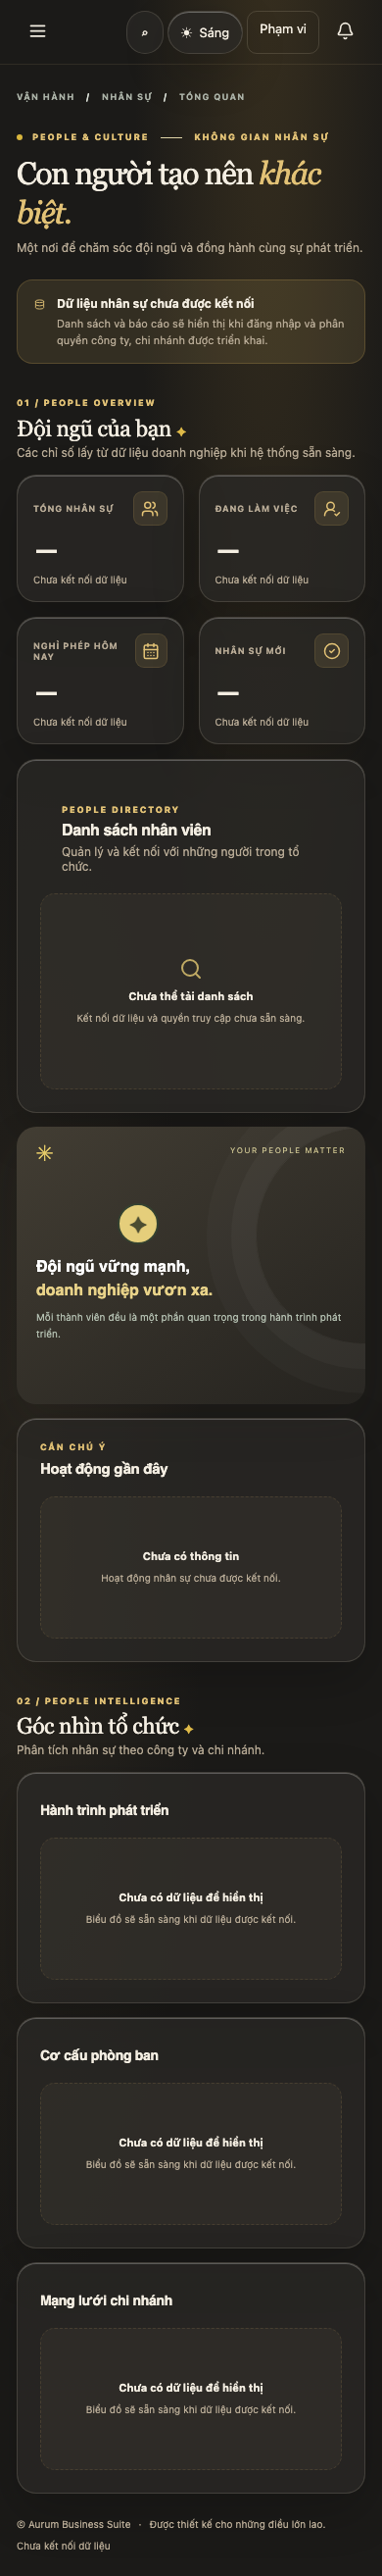 Sáng
Phạm vi
VẬN HÀNH / NHÂN SỰ / TỔNG QUAN
PEOPLE & CULTURE — KHÔNG GIAN NHÂN SỰ
Con người tạo nên khác
biệt.
Một nơi để chăm sóc đội ngũ và đồng hành cùng sự phát triển.
Dữ liệu nhân sự chưa được kết nối
Danh sách và báo cáo sẽ hiển thị khi đăng nhập và phân
quyền công ty, chi nhánh được triển khai.
01 / PEOPLE OVERVIEW
Đội ngũ của bạn
Các chỉ số lấy từ dữ liệu doanh nghiệp khi hệ thống sẵn sàng.
TỔNG NHÂN SỰ
—
Chưa kết nối dữ liệu
ĐANG LÀM VIỆC
—
Chưa kết nối dữ liệu
NGHỈ PHÉP HÔM
NAY
—
Chưa kết nối dữ liệu
NHÂN SỰ MỚI
—
Chưa kết nối dữ liệu
PEOPLE DIRECTORY
Danh sách nhân viên
Quản lý và kết nối với những người trong tổ
chức.
Chưa thể tải danh sách
Kết nối dữ liệu và quyền truy cập chưa sẵn sàng.
YOUR PEOPLE MATTER
Đội ngũ vững mạnh,
doanh nghiệp vươn xa.
Mỗi thành viên đều là một phần quan trọng trong hành trình phát
triển.
CẦN CHÚ Ý
Hoạt động gần đây
Chưa có thông tin
Hoạt động nhân sự chưa được kết nối.
02 / PEOPLE INTELLIGENCE
Góc nhìn tổ chức
Phân tích nhân sự theo công ty và chi nhánh.
Hành trình phát triển
Chưa có dữ liệu để hiển thị
Biểu đồ sẽ sẵn sàng khi dữ liệu được kết nối.
Cơ cấu phòng ban
Chưa có dữ liệu để hiển thị
Biểu đồ sẽ sẵn sàng khi dữ liệu được kết nối.
Mạng lưới chi nhánh
Chưa có dữ liệu để hiển thị
Biểu đồ sẽ sẵn sàng khi dữ liệu được kết nối.
© Aurum Business Suite · Được thiết kế cho những điều lớn lao.
Chưa kết nối dữ liệu